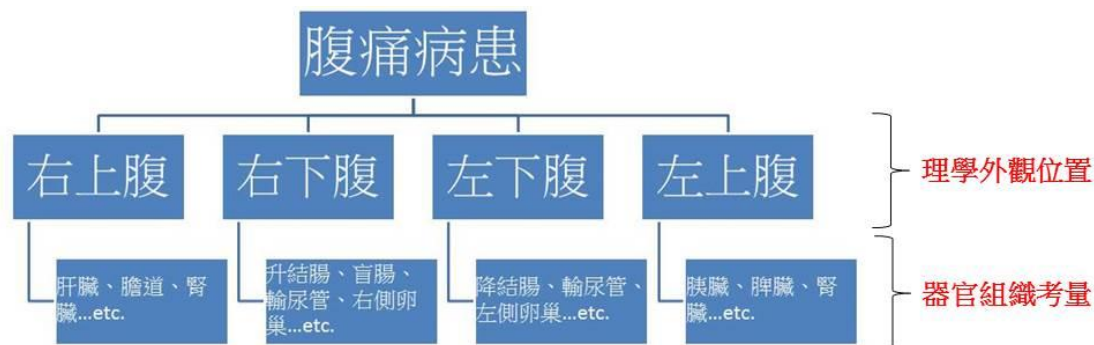 腹痛病患
右上腹
右下腹
左下腹
左上腹
理學外觀位置
肝臟、膽道、腎
臟...etc.
升結腸、盲腸、
輸尿管、右側卵
巢...etc.
降結腸、輸尿管、
左側卵巢...etc.
胰臟、脾臟、腎
臟...etc.
器官組織考量